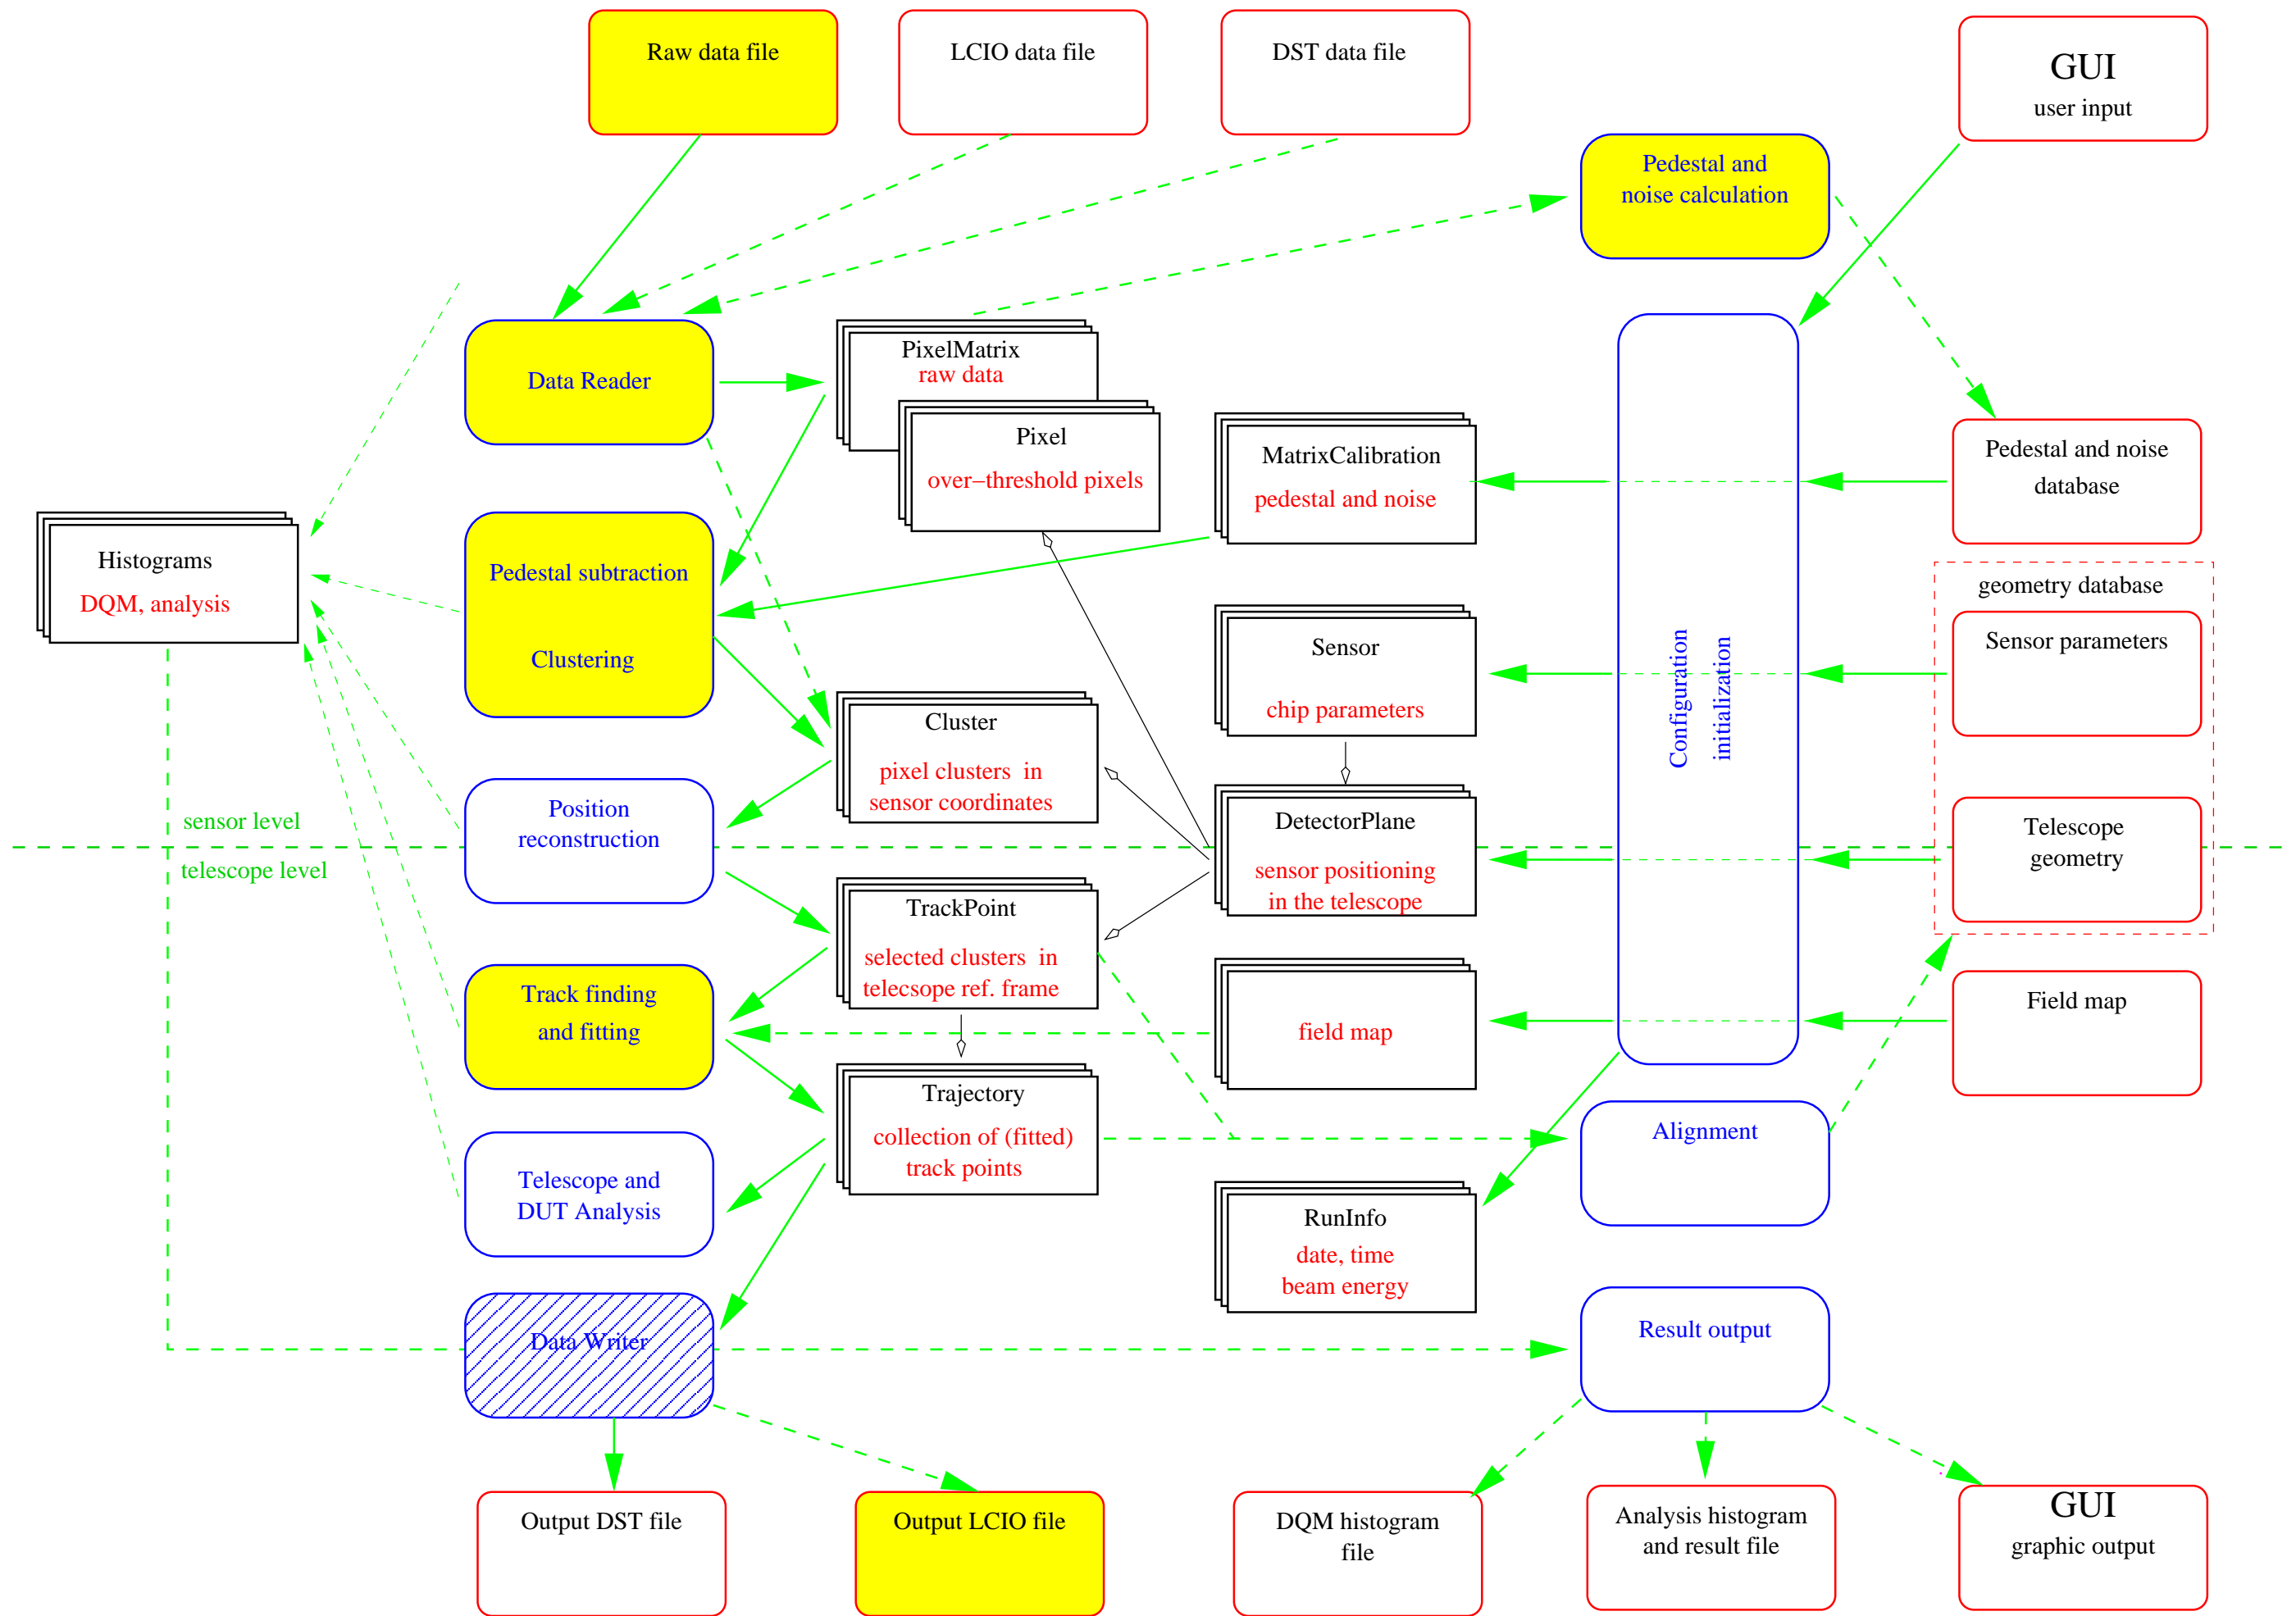 Raw data file
LCIO data file
DST data file
GUI
user input
Pedestal and
noise calculation
Data Reader
PixelMatrix
raw data
Pixel
over−threshold pixels
MatrixCalibration
pedestal and noise
Pedestal and noise
database
Histograms
DQM, analysis
Pedestal subtraction
Clustering
geometry database
Sensor parameters
Sensor
chip parameters
Configuration
initialization
Cluster
pixel clusters in
sensor coordinates
Position
reconstruction
sensor level
telescope level
DetectorPlane
sensor positioning
in the telescope
Telescope
geometry
TrackPoint
selected clusters in
telecsope ref. frame
Track finding
and fitting
field map
Field map
Trajectory
collection of (fitted)
track points
Alignment
Telescope and
DUT Analysis
RunInfo
date, time
beam energy
Data Writer
Result output
Output DST file
Output LCIO file
DQM histogram
file
Analysis histogram
and result file
GUI
graphic output